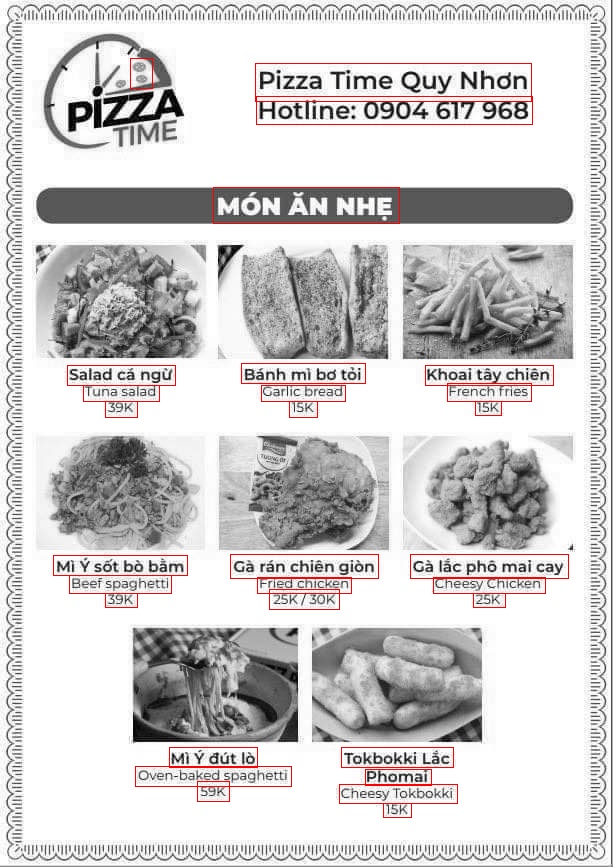 PIZZA
TIME
Pizza Time Quy Nhơn
Hotline: 0904 617 968
MÓN ĂN NHẸ
Salad cá ngừ
Tuna salad
39K
Bánh mì bơ tỏi
Garlic bread
15K
Khoai tây chiên
French fries
15K
TƯƠNG ỚT
Mì Ý sốt bò bằm
Beef spaghetti
39K
Gà rán chiên giòn
Fried chicken
25K / 30K
Gà lắc phô mai cay
Cheesy Chicken
25K
Mì Ý đút lò
Oven-baked spaghetti
59K
Tokbokki Lắc
Phomai
Cheesy Tokbokki
15K